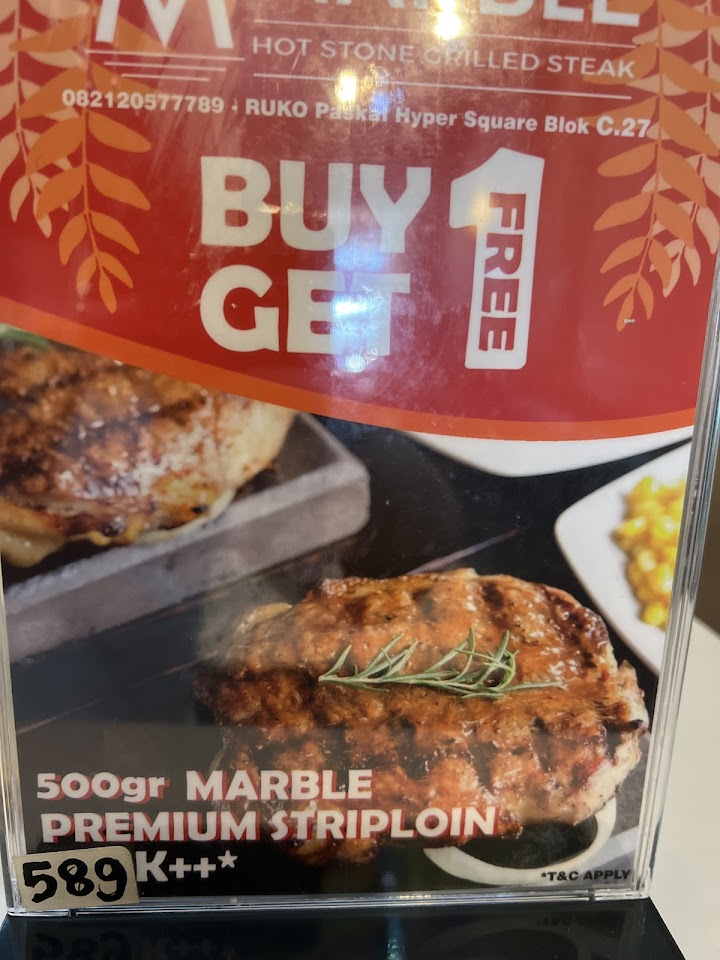 M MARBLE
HOT STONE GRILLED STEAK
082120577789 - RUKO Paskal Hyper Square Blok C.27
BUY 1
GET FREE
500gr MARBLE
PREMIUM STRIPLOIN
589 K++*
*T&C APPLY